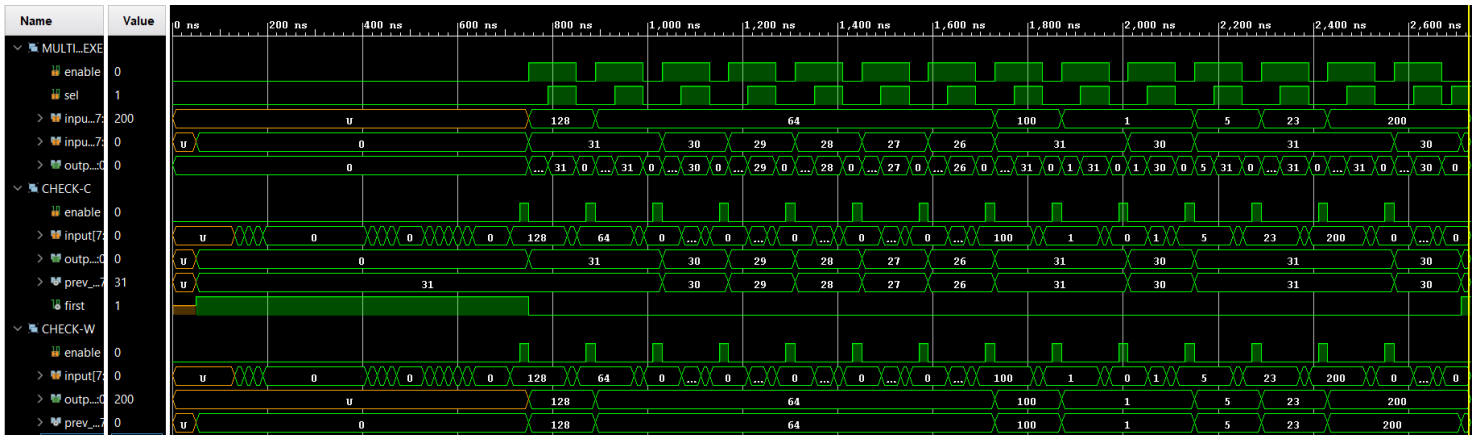 Name Value 0 ns 200 ns 400 ns 600 ns 800 ns 1,000 ns 1,200 ns 1,400 ns 1,600 ns 1,800 ns 2,000 ns 2,200 ns 2,400 ns 2,600 ns
MULTI...EXE
enable 0
sel 1
inpu...7: 200 U 128 64 100 1 5 23 200
inpu...7: 0 U 0 31 30 29 28 27 26 31 30 31 30
outp...:0 0 0 ... 31 0 ... 31 0 ... 30 0 ... 29 0 ... 28 0 ... 27 0 ... 26 0 ... 31 0 1 31 0 1 30 0 5 31 0 ... 31 0 ... 31 0 ... 30 0
CHECK-C
enable 0
input[7: 0 U 0 0 0 128 64 0 ... 0 ... 0 ... 0 ... 0 ... 100 1 0 1 5 23 200 0 ... 0
outp...:0 0 U 0 31 30 29 28 27 26 31 30 31 30
prev_...7 31 U 31 30 29 28 27 26 31 30 31 30
first 1
CHECK-W
enable 0
input[7: 0 U 0 0 0 128 64 0 ... 0 ... 0 ... 0 ... 0 ... 100 1 0 1 5 23 200 0 ... 0
outp...:0 200 U 128 64 100 1 5 23 200
prev_...7 0 U 0 128 64 100 1 5 23 200